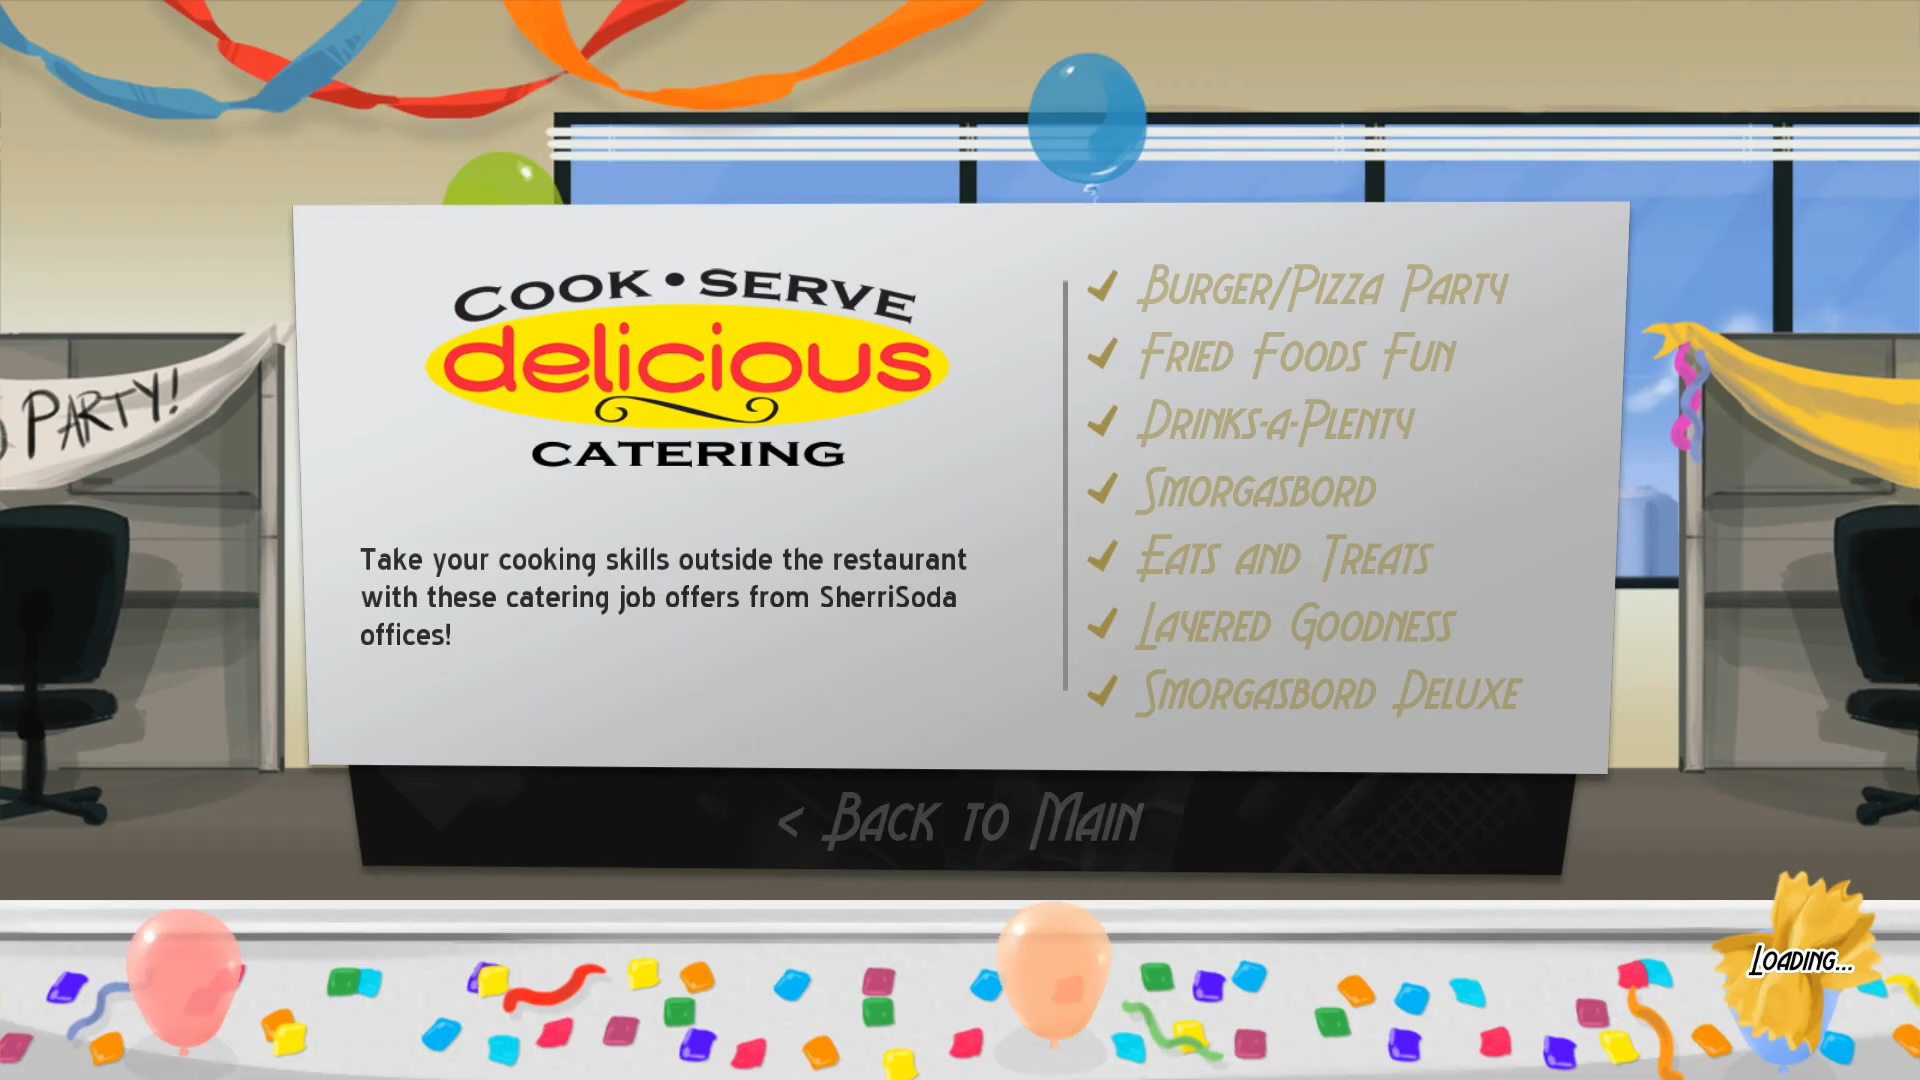 PARTY!
COOK • SERVE
delicious
CATERING
Take your cooking skills outside the restaurant
with these catering job offers from SherriSoda
offices!
Burger/Pizza Party
Fried Foods Fun
Drinks-a-Plenty
Smorgasbord
Eats and Treats
Layered Goodness
Smorgasbord Deluxe
< Back to Main
Loading...